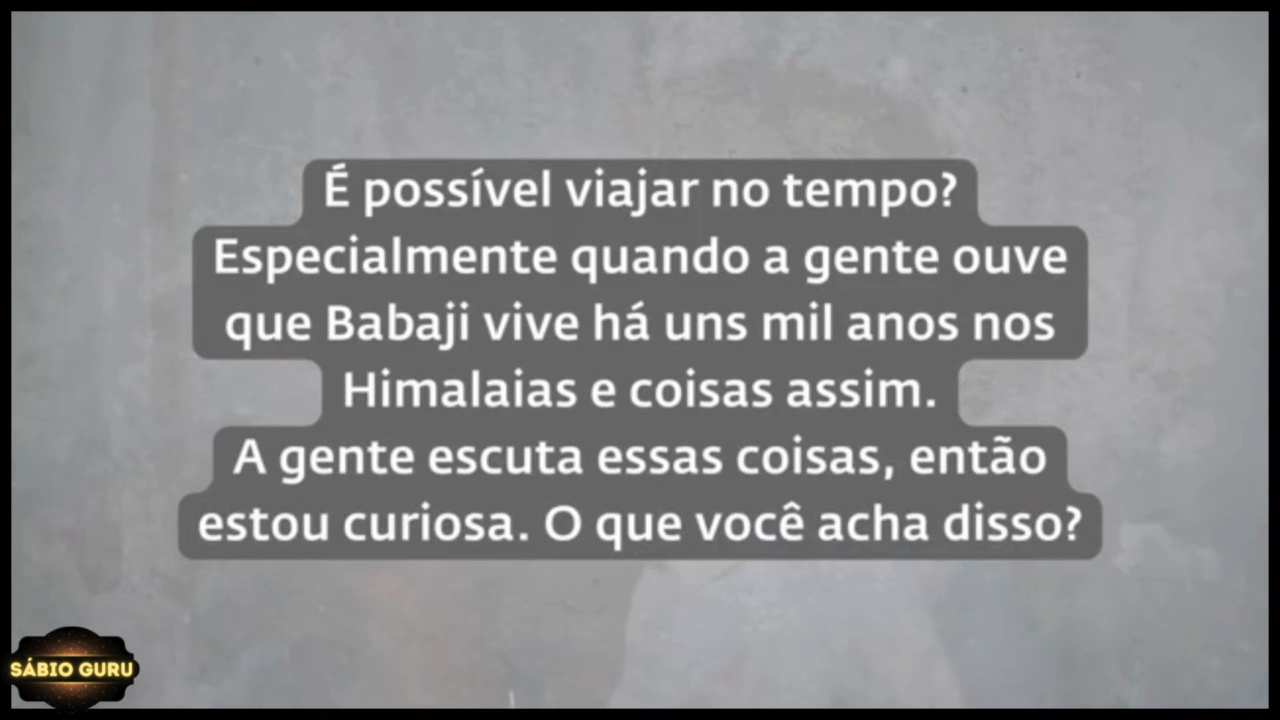 É possível viajar no tempo?
Especialmente quando a gente ouve
que Babaji vive há uns mil anos nos
Himalaias e coisas assim.
A gente escuta essas coisas, então
estou curiosa. O que você acha disso?
SÁBIO GURU